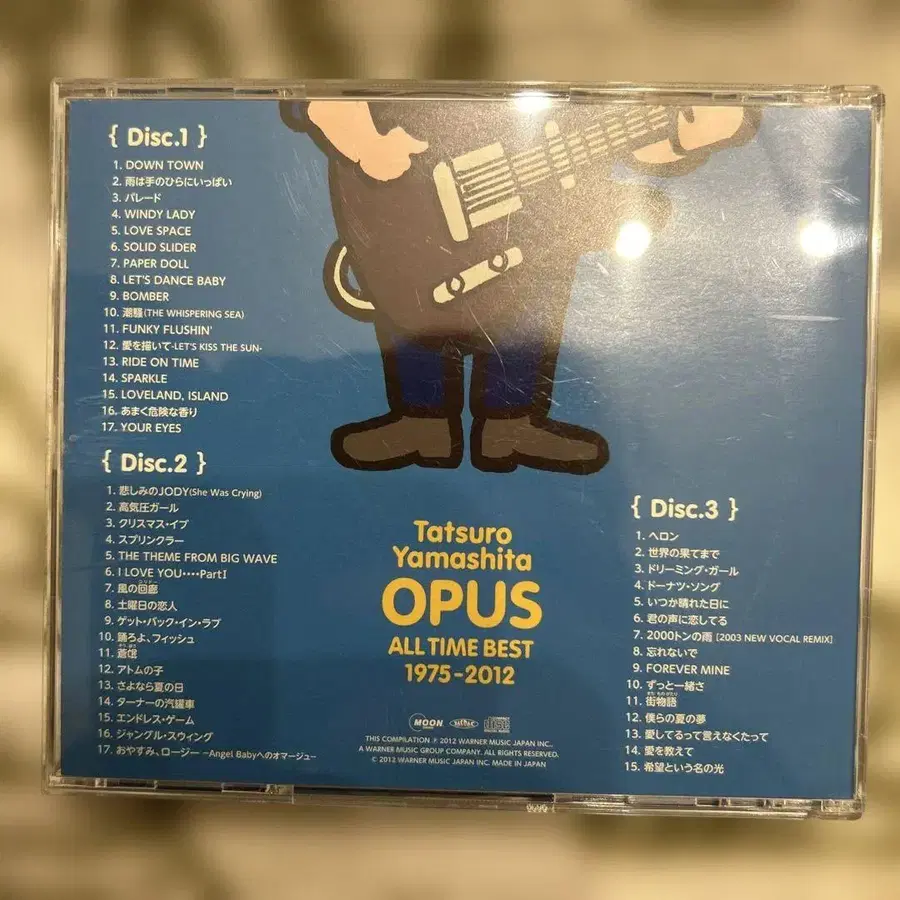 { Disc.1 }
1. DOWN TOWN
2. 雨は手のひらにいっぱい
3. パレード
4. WINDY LADY
5. LOVE SPACE
6. SOLID SLIDER
7. PAPER DOLL
8. LET'S DANCE BABY
9. BOMBER
10. 潮騒(THE WHISPERING SEA)
11. FUNKY FLUSHIN'
12. 愛を描いて-LET'S KISS THE SUN-
13. RIDE ON TIME
14. SPARKLE
15. LOVELAND, ISLAND
16. あまく危険な香り
17. YOUR EYES
{ Disc.2 }
1. 悲しみのJODY(She Was Crying)
2. 高気圧ガール
3. クリスマス・イブ
4. スプリンクラー
5. THE THEME FROM BIG WAVE
6. I LOVE YOU････PartⅠ
7. 風の回廊
8. 土曜日の恋人
9. ゲット・バック・イン・ラブ
10. 踊ろよ、フィッシュ
11. 蒼氓
12. アトムの子
13. さよなら夏の日
14. ターナーの汽罐車
15. エンドレス・ゲーム
16. ジャングル・スウィング
17. おやすみ、ロージー -Angel Babyへのオマージュ-
Tatsuro
Yamashita
OPUS
ALL TIME BEST
1975-2012
MOON
THIS COMPILATION ℗ 2012 WARNER MUSIC JAPAN INC.,
A WARNER MUSIC GROUP COMPANY. ALL RIGHTS RESERVED.
© 2012 WARNER MUSIC JAPAN INC. MADE IN JAPAN
{ Disc.3 }
1. ヘロン
2. 世界の果てまで
3. ドリーミング・ガール
4. ドーナツ・ソング
5. いつか晴れた日に
6. 君の声に恋してる
7. 2000トンの雨 [2003 NEW VOCAL REMIX]
8. 忘れないで
9. FOREVER MINE
10. ずっと一緒さ
11. 街物語
12. 僕らの夏の夢
13. 愛してるって言えなくたって
14. 愛を教えて
15. 希望という名の光